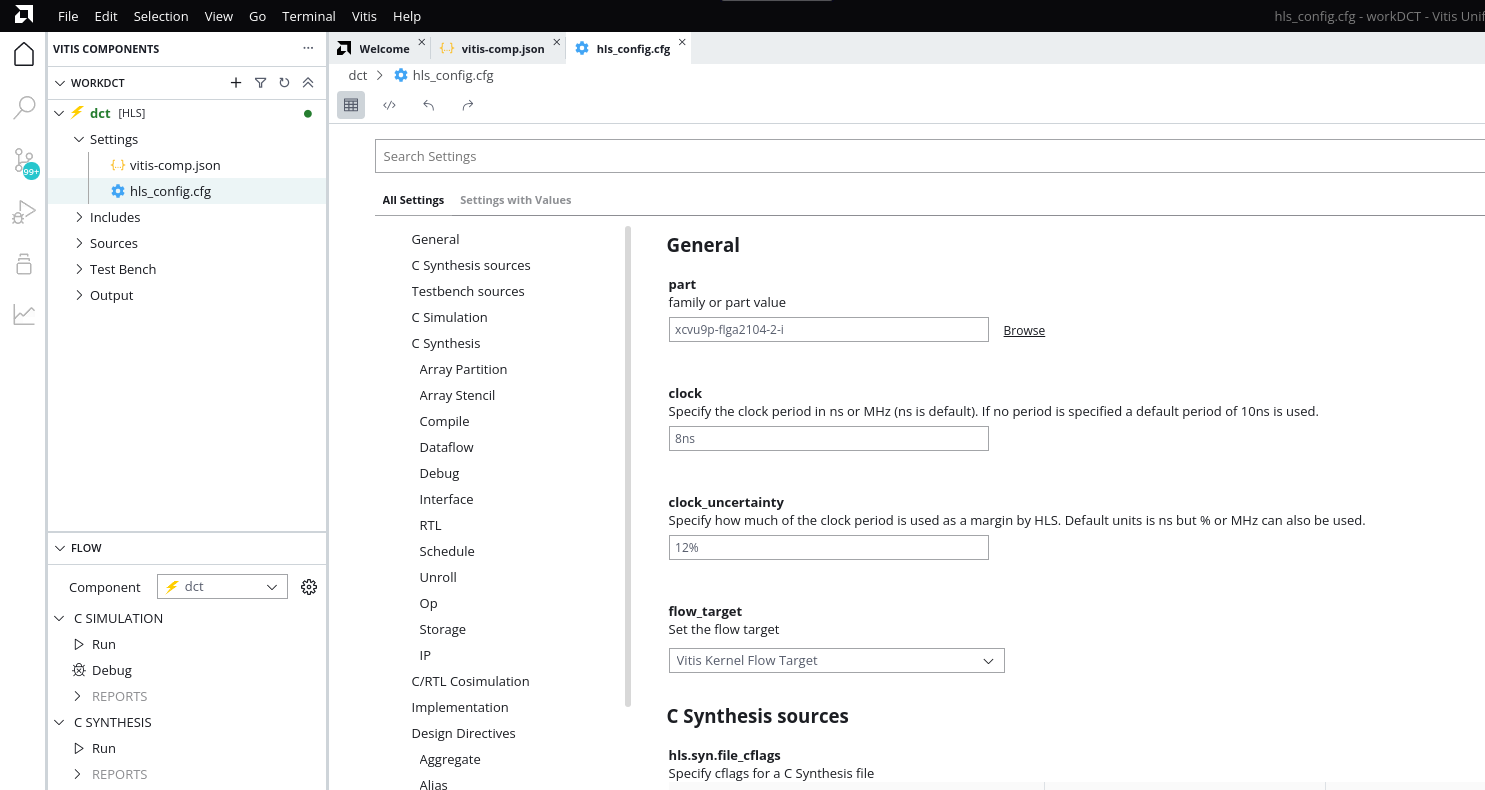 File Edit Selection View Go Terminal Vitis Help
hls_config.cfg - workDCT - Vitis Unif
VITIS COMPONENTS
WORKDCT
dct [HLS]
Settings
{..} vitis-comp.json
hls_config.cfg
Includes
Sources
Test Bench
Output
99+
FLOW
Component dct
C SIMULATION
Run
Debug
REPORTS
C SYNTHESIS
Run
REPORTS
Welcome {..} vitis-comp.json hls_config.cfg
dct > hls_config.cfg
</>
Search Settings
All Settings Settings with Values
General
C Synthesis sources
Testbench sources
C Simulation
C Synthesis
Array Partition
Array Stencil
Compile
Dataflow
Debug
Interface
RTL
Schedule
Unroll
Op
Storage
IP
C/RTL Cosimulation
Implementation
Design Directives
Aggregate
Alias
General
part
family or part value
xcvu9p-flga2104-2-i Browse
clock
Specify the clock period in ns or MHz (ns is default). If no period is specified a default period of 10ns is used.
8ns
clock_uncertainty
Specify how much of the clock period is used as a margin by HLS. Default units is ns but % or MHz can also be used.
12%
flow_target
Set the flow target
Vitis Kernel Flow Target
C Synthesis sources
hls.syn.file_cflags
Specify cflags for a C Synthesis file